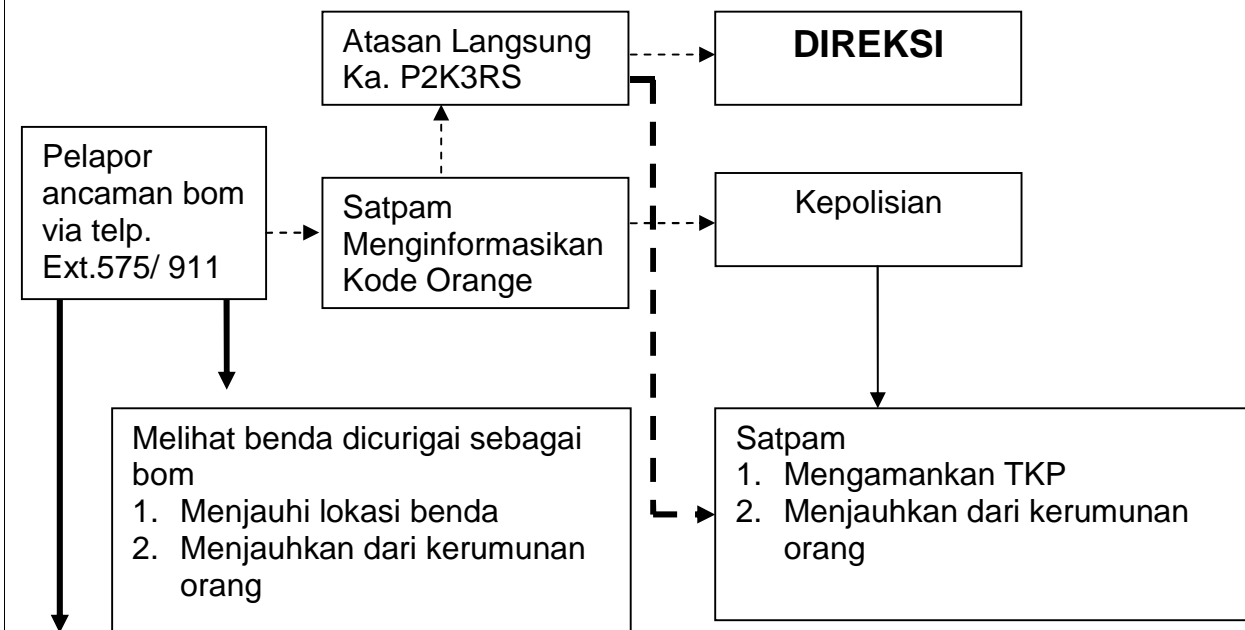 Atasan Langsung
Ka. P2K3RS
DIREKSI
Pelapor
ancaman bom
via telp.
Ext.575/ 911
Satpam
Menginformasikan
Kode Orange
Kepolisian
Melihat benda dicurigai sebagai
bom
1. Menjauhi lokasi benda
2. Menjauhkan dari kerumunan
orang
Satpam
1. Mengamankan TKP
2. Menjauhkan dari kerumunan
orang